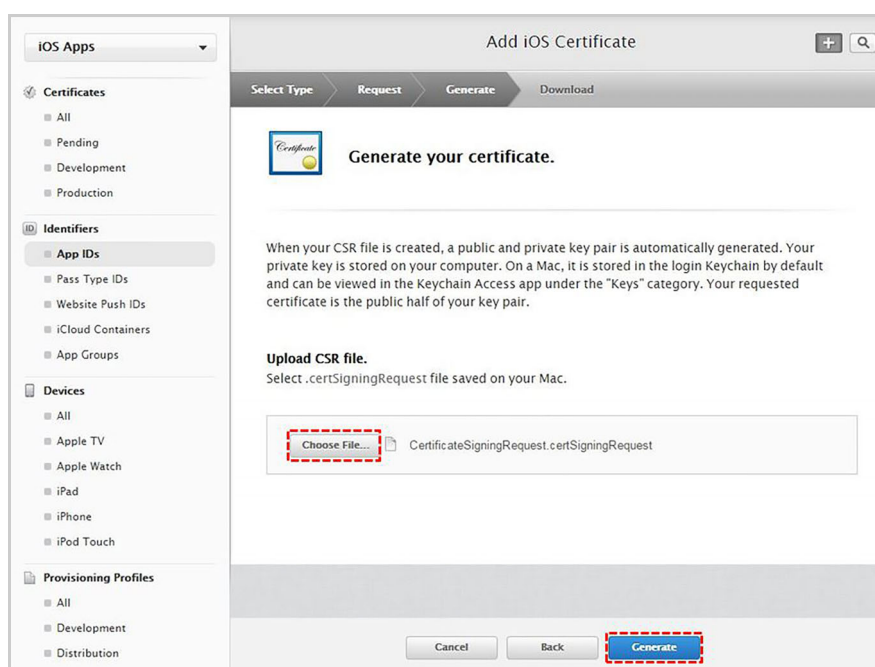 iOS Apps
Certificates
All
Pending
Development
Production
ID Identifiers
App IDs
Pass Type IDs
Website Push IDs
iCloud Containers
App Groups
Devices
All
Apple TV
Apple Watch
iPad
iPhone
iPod Touch
Provisioning Profiles
All
Development
Distribution
Add iOS Certificate
Select Type Request Generate Download
Certificate
Generate your certificate.
When your CSR file is created, a public and private key pair is automatically generated. Your
private key is stored on your computer. On a Mac, it is stored in the login Keychain by default
and can be viewed in the Keychain Access app under the "Keys" category. Your requested
certificate is the public half of your key pair.
Upload CSR file.
Select .certSigningRequest file saved on your Mac.
Choose File... CertificateSigningRequest.certSigningRequest
Cancel Back Generate